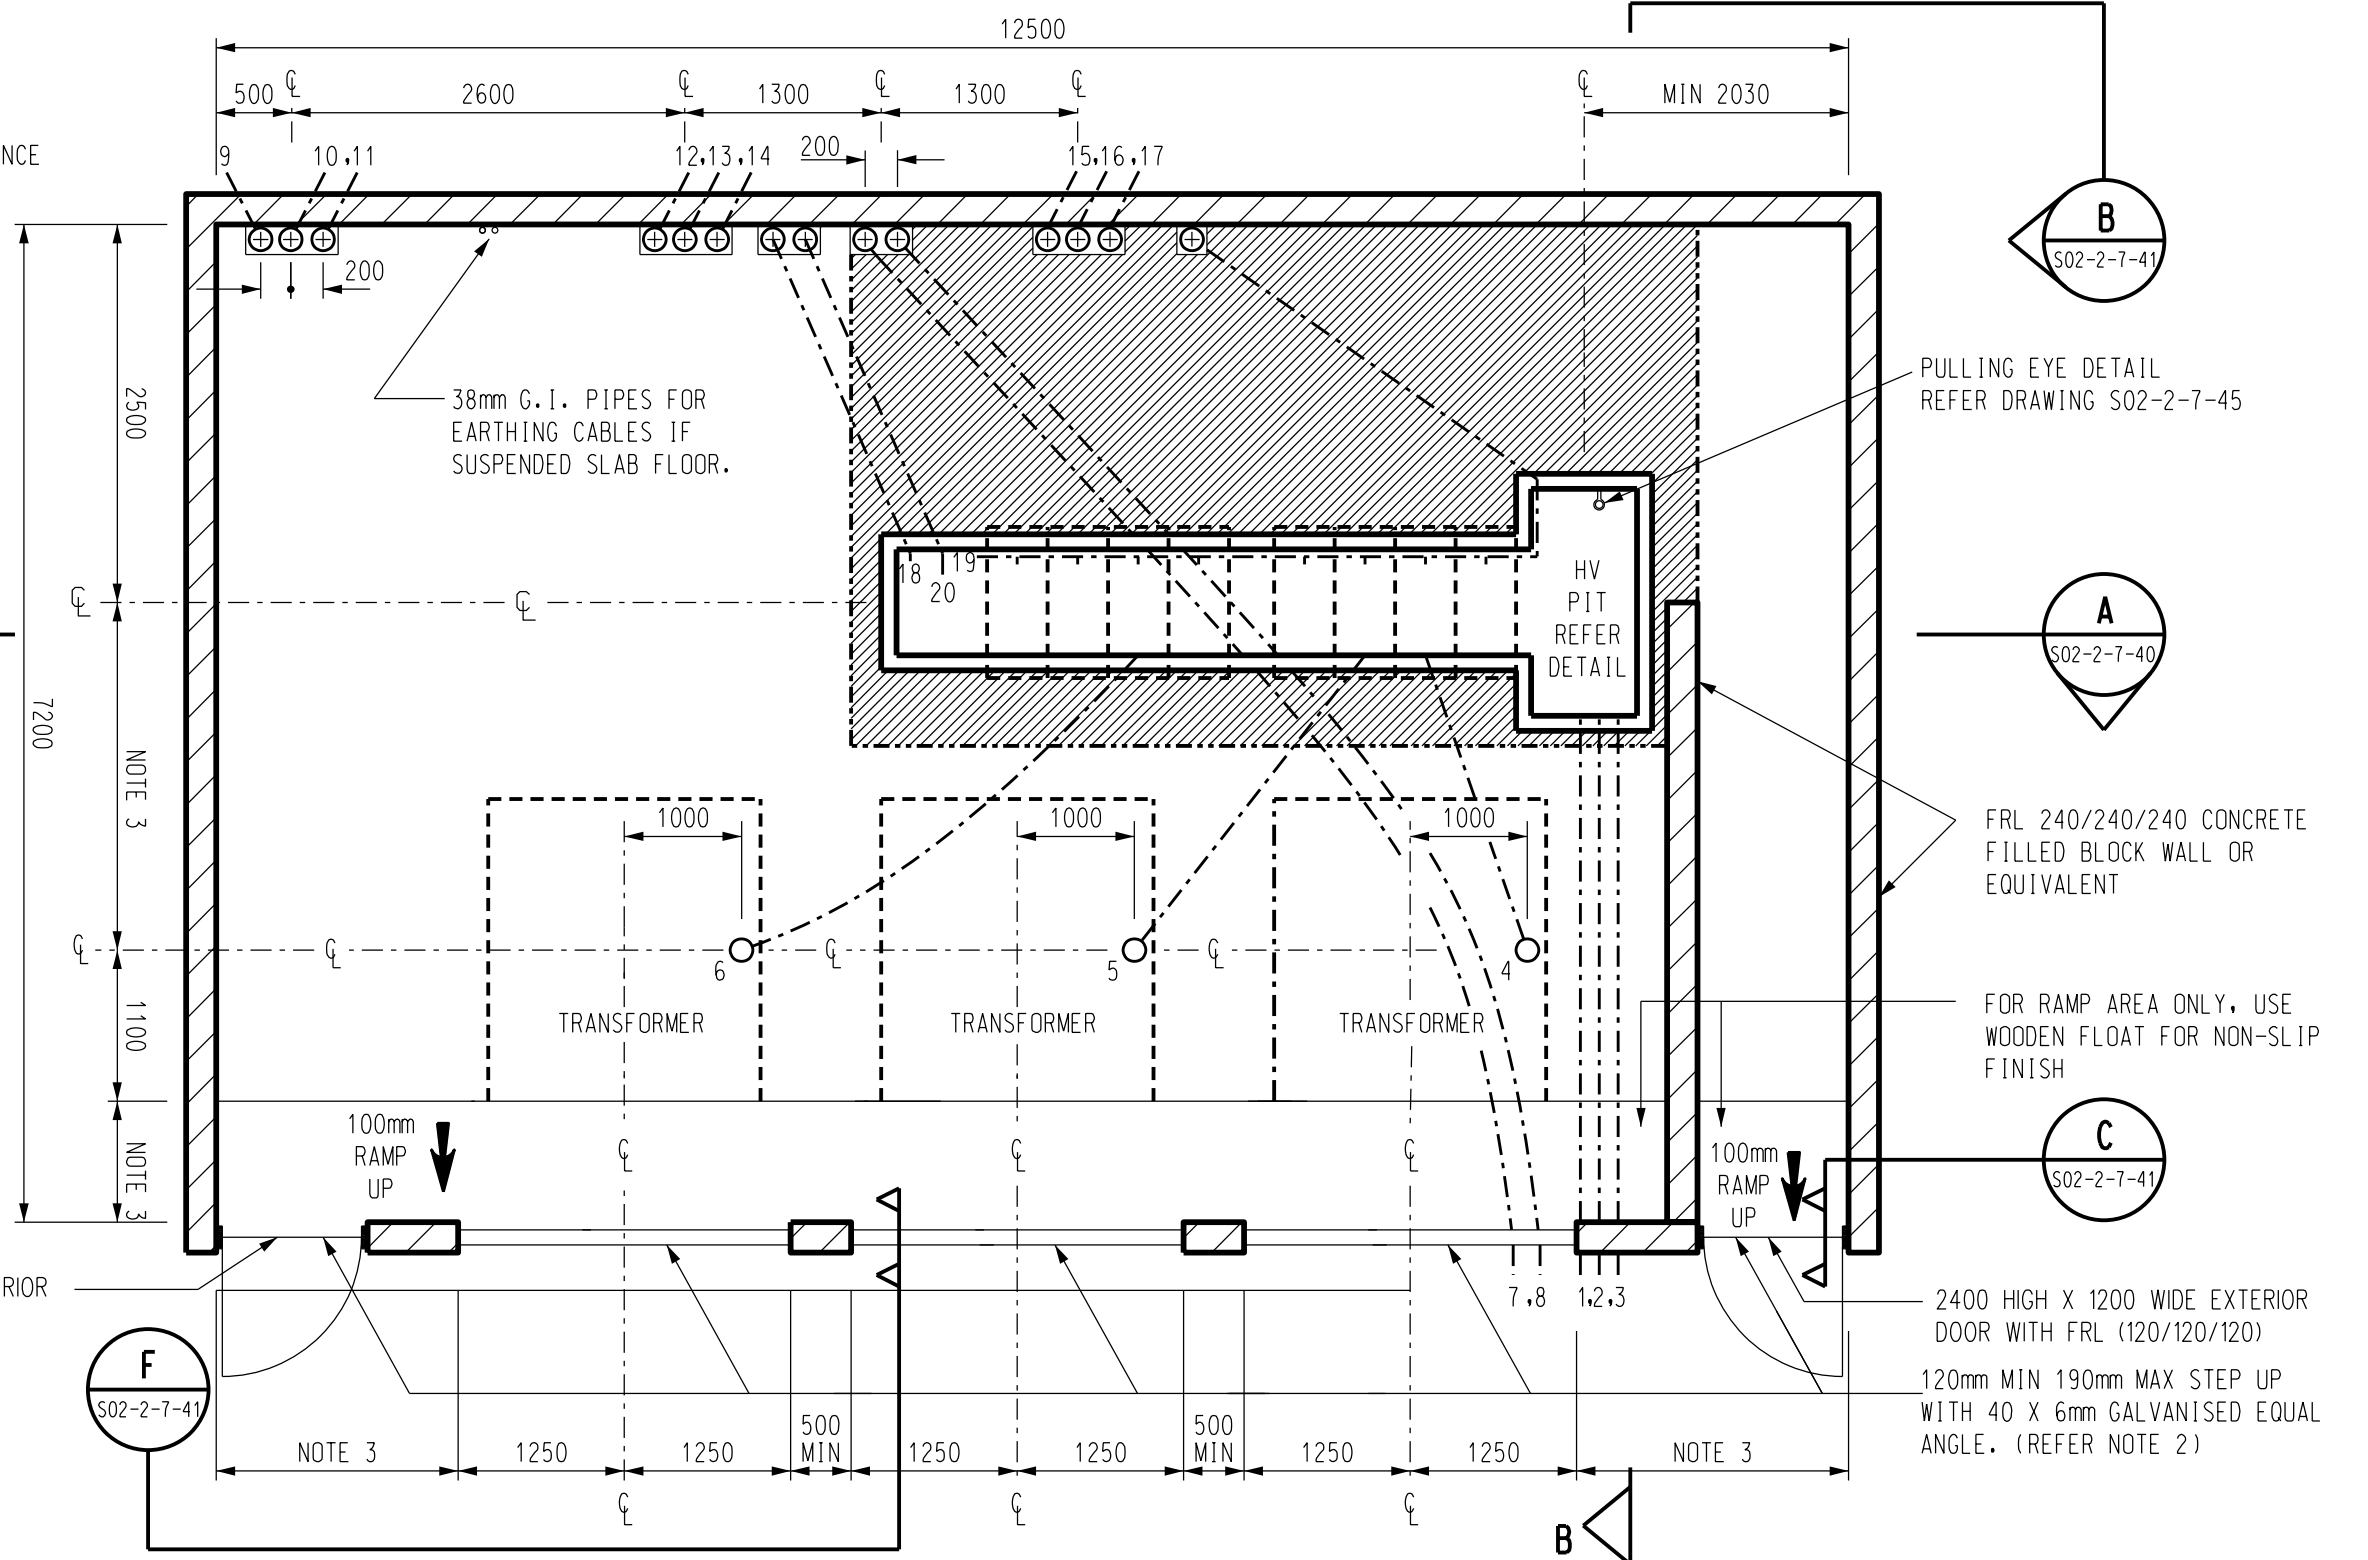 12500
500
2600
1300
1300
MIN 2030
NCE
9
10,11
12,13,14
200
15,16,17
B
S02-2-7-41
200
PULLING EYE DETAIL
REFER DRAWING S02-2-7-45
2500
38mm G.I. PIPES FOR
EARTHING CABLES IF
SUSPENDED SLAB FLOOR.
18
19
20
HV
PIT
REFER
DETAIL
A
S02-2-7-40
7200
NOTE 3
1000
1000
1000
FRL 240/240/240 CONCRETE
FILLED BLOCK WALL OR
EQUIVALENT
6
5
4
1100
TRANSFORMER
TRANSFORMER
TRANSFORMER
FOR RAMP AREA ONLY, USE
WOODEN FLOAT FOR NON-SLIP
FINISH
100mm
RAMP
UP
NOTE 3
100mm
RAMP
UP
C
S02-2-7-41
RIOR
7,8
1,2,3
2400 HIGH X 1200 WIDE EXTERIOR
DOOR WITH FRL (120/120/120)
F
S02-2-7-41
120mm MIN 190mm MAX STEP UP
WITH 40 X 6mm GALVANISED EQUAL
ANGLE. (REFER NOTE 2)
NOTE 3
1250
1250
500
MIN
1250
1250
500
MIN
1250
1250
NOTE 3
B